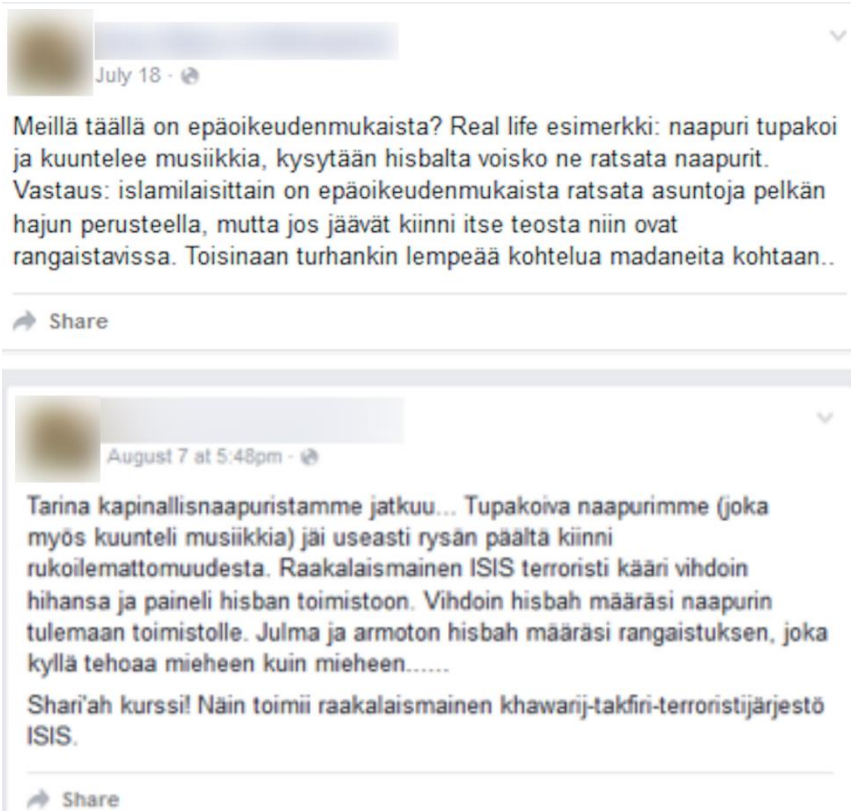 July 18
Meillä täällä on epäoikeudenmukaista? Real life esimerkki: naapuri tupakoi
ja kuuntelee musiikkia, kysytään hisbalta voisko ne ratsata naapurit.
Vastaus: islamilaisittain on epäoikeudenmukaista ratsata asuntoja pelkän
hajun perusteella, mutta jos jäävät kiinni itse teosta niin ovat
rangaistavissa. Toisinaan turhankin lempeää kohtelua madaneita kohtaan..
Share
August 7 at 5:48pm
Tarina kapinallisnaapuristamme jatkuu... Tupakoiva naapurimme (joka
myös kuunteli musiikkia) jäi useasti rysän päältä kiinni
rukoilemattomuudesta. Raakalaismainen ISIS terroristi kääri vihdoin
hihansa ja paineli hisban toimistoon. Vihdoin hisbah määräsi naapurin
tulemaan toimistolle. Julma ja armoton hisbah määräsi rangaistuksen, joka
kyllä tehoaa mieheen kuin mieheen......
Shari'ah kurssi! Näin toimii raakalaismainen khawarij-takfiri-terroristijärjestö
ISIS.
Share